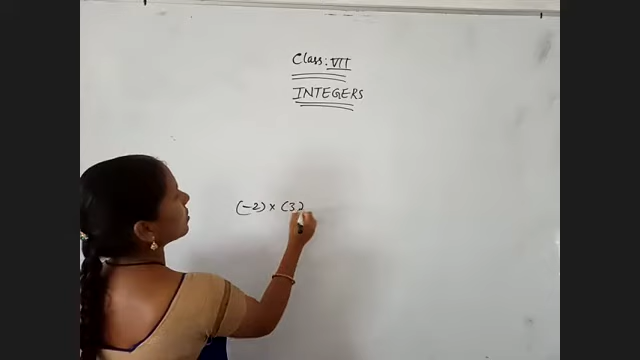 Class: VII
INTEGERS
(-2) × (3)